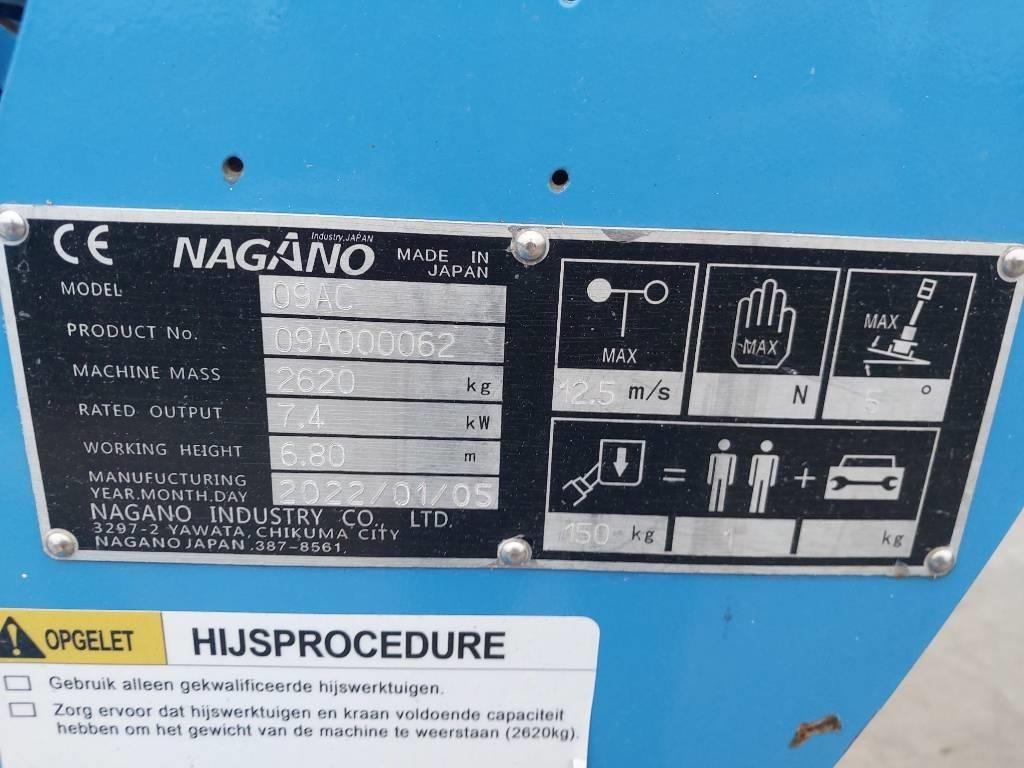 CE NAGANO Industry,JAPAN MADE IN JAPAN
MODEL 09AC
PRODUCT No. 09A000062
MACHINE MASS 2620 kg
RATED OUTPUT 7.4 kW
WORKING HEIGHT 6.80 m
MANUFUCTURING
YEAR.MONTH.DAY 2022/01/05
NAGANO INDUSTRY CO., LTD.
3297-2 YAWATA, CHIKUMA CITY
NAGANO JAPAN .387-8561.
MAX
12.5 m/s
MAX
N
MAX
5 °
= +
150 kg
1
kg
OPGELET HIJSPROCEDURE
Gebruik alleen gekwalificeerde hijswerktuigen.
Zorg ervoor dat hijswerktuigen en kraan voldoende capaciteit
hebben om het gewicht van de machine te weerstaan (2620kg).